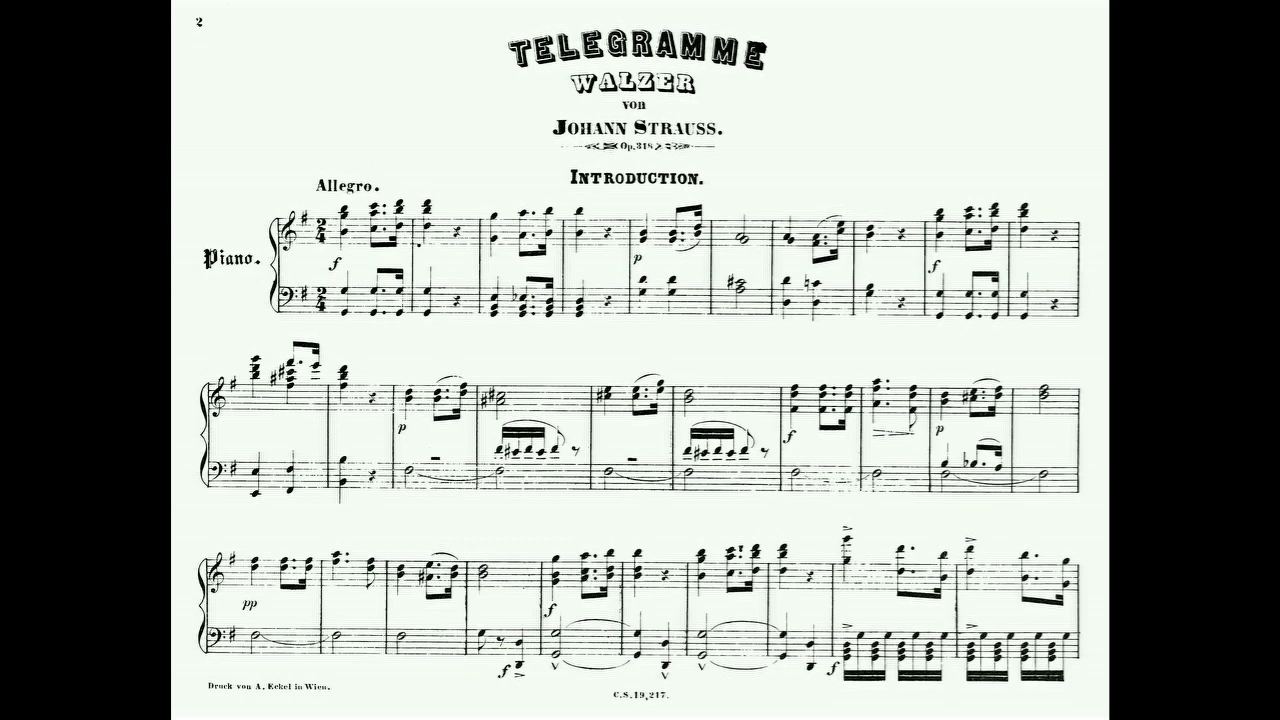 2
TELEGRAMME
WALZER
von
JOHANN STRAUSS.
Op. 318
INTRODUCTION.
Allegro.
Piano.
f
p
f
p
f
p
pp
f
f
f
Druck von A. Eckel in Wien.
C.S.19,217.